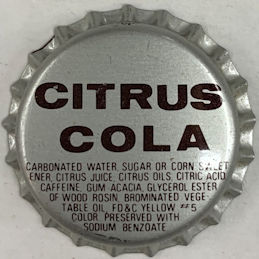 CITRUS
COLA
CARBONATED WATER, SUGAR OR CORN SWEET
ENER, CITRUS JUICE, CITRUS OILS, CITRIC ACID
CAFFEINE, GUM ACACIA, GLYCEROL ESTER
OF WOOD ROSIN, BROMINATED VEGE-
TABLE OIL, FD&C YELLOW #5
COLOR PRESERVED WITH
SODIUM BENZOATE